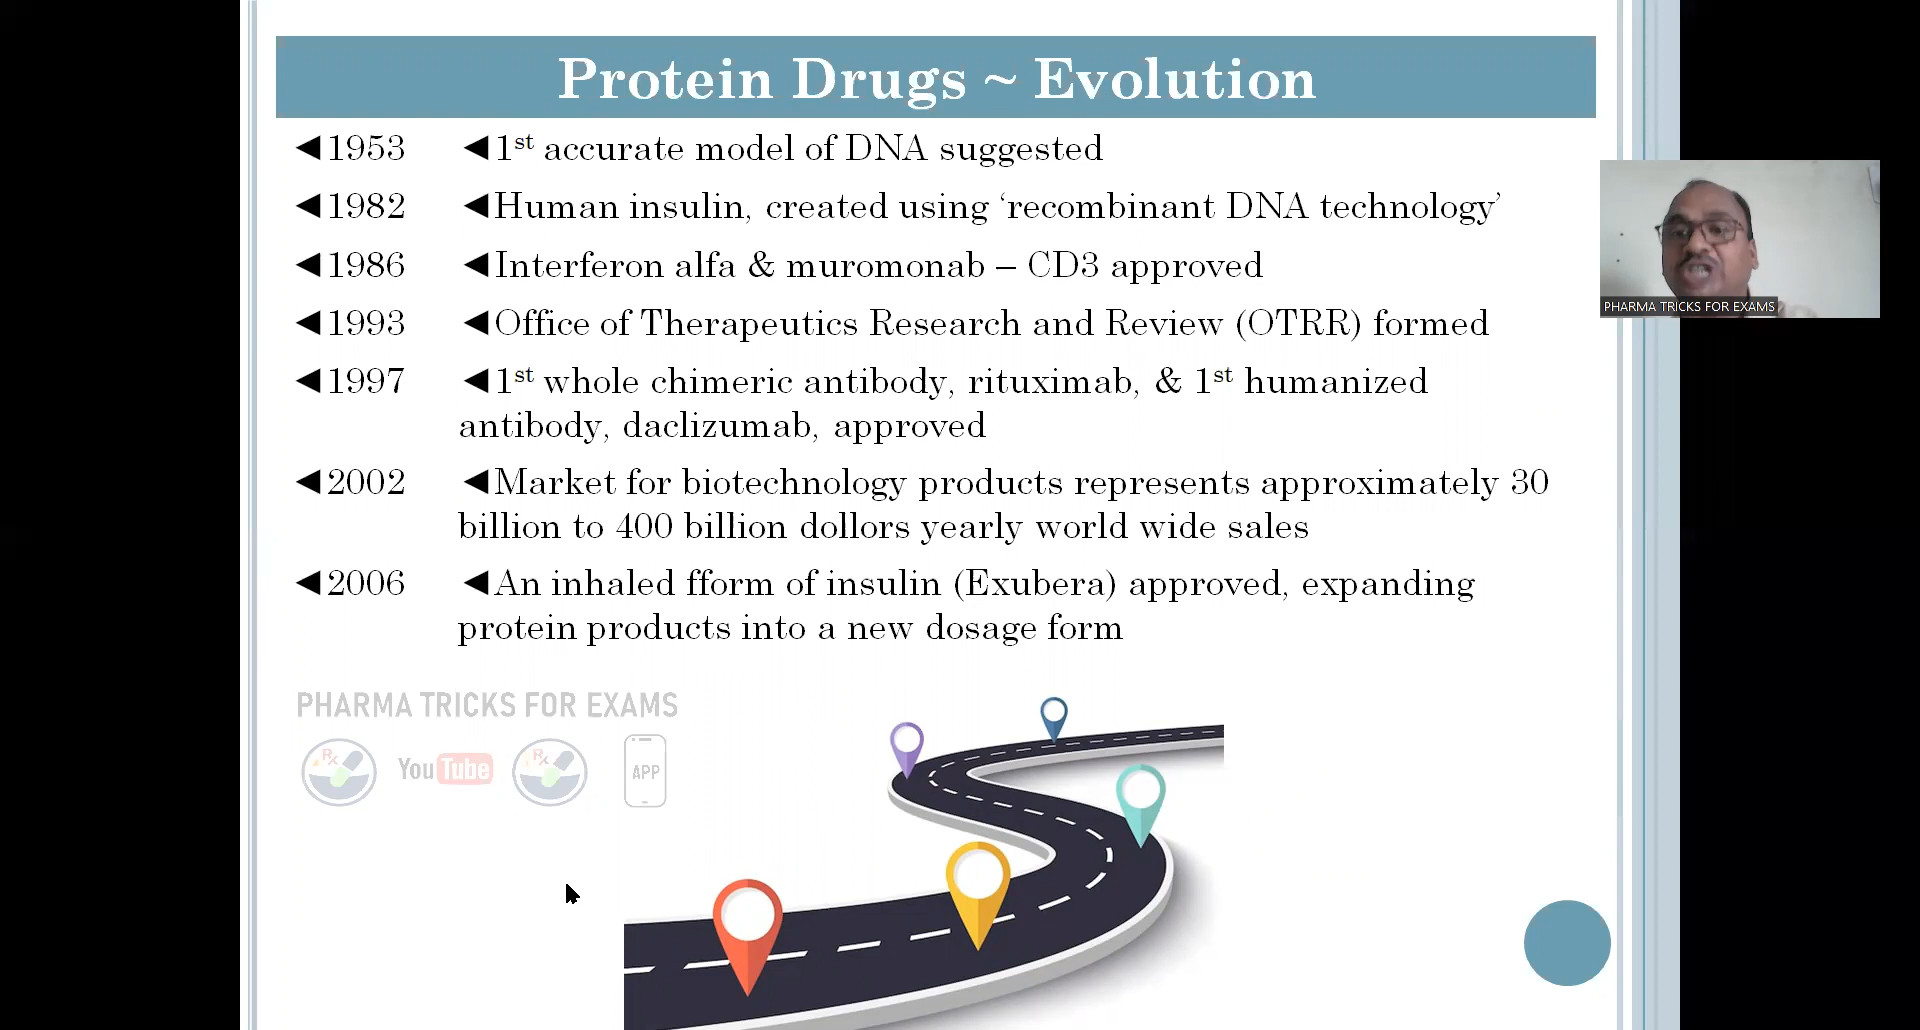 Protein Drugs ~ Evolution
◄1953 ◄1st accurate model of DNA suggested
◄1982 ◄Human insulin, created using ‘recombinant DNA technology’
◄1986 ◄Interferon alfa & muromonab – CD3 approved
◄1993 ◄Office of Therapeutics Research and Review (OTRR) formed
◄1997 ◄1st whole chimeric antibody, rituximab, & 1st humanized
antibody, daclizumab, approved
◄2002 ◄Market for biotechnology products represents approximately 30
billion to 400 billion dollors yearly world wide sales
◄2006 ◄An inhaled fform of insulin (Exubera) approved, expanding
protein products into a new dosage form
PHARMA TRICKS FOR EXAMS
Rx YouTube Rx APP
PHARMA TRICKS FOR EXAMS